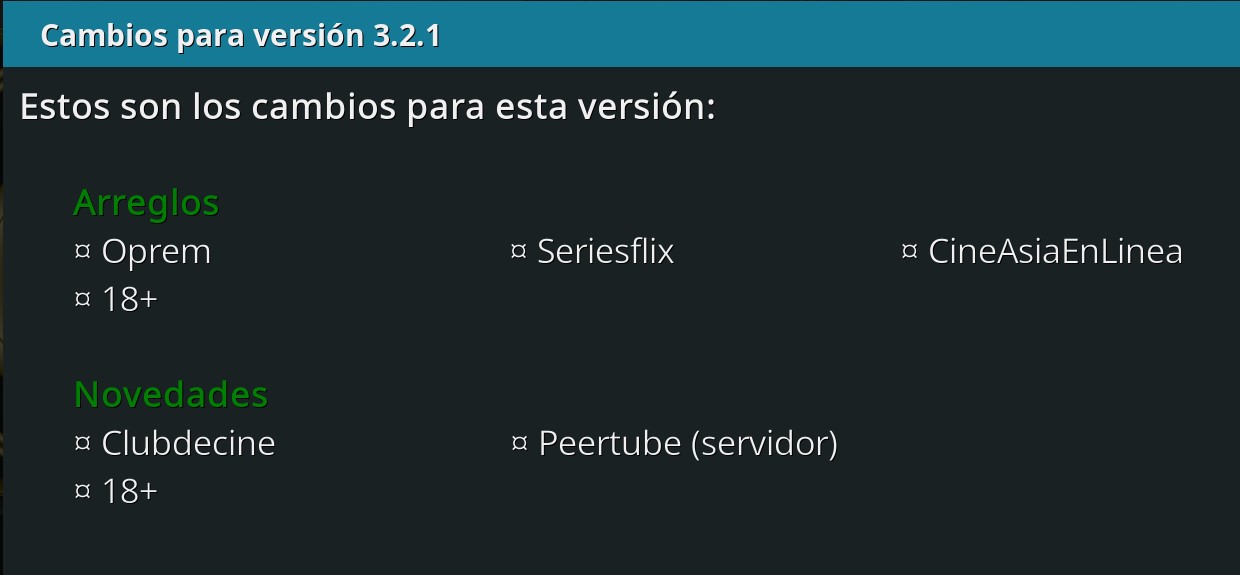 Cambios para versión 3.2.1
Estos son los cambios para esta versión:
Arreglos
¤ Oprem ¤ Seriesflix ¤ CineAsiaEnLinea
¤ 18+
Novedades
¤ Clubdecine ¤ Peertube (servidor)
¤ 18+